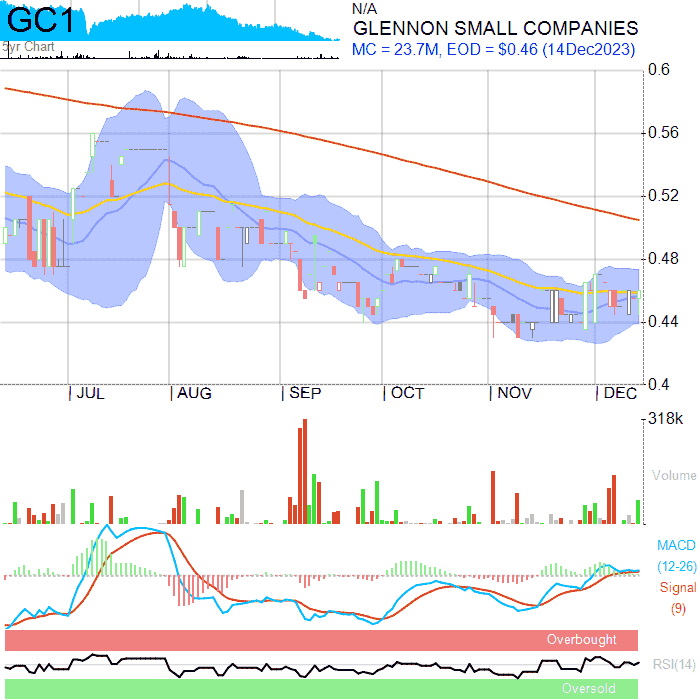 GC1
5yr Chart
N/A
GLENNON SMALL COMPANIES
MC = 23.7M, EOD = $0.46 (14Dec2023)
0.6
0.56
0.52
0.48
0.44
0.4
JUL AUG SEP OCT NOV DEC
318k
Volume
MACD
(12-26)
Signal
(9)
Overbought
RSI(14)
Oversold